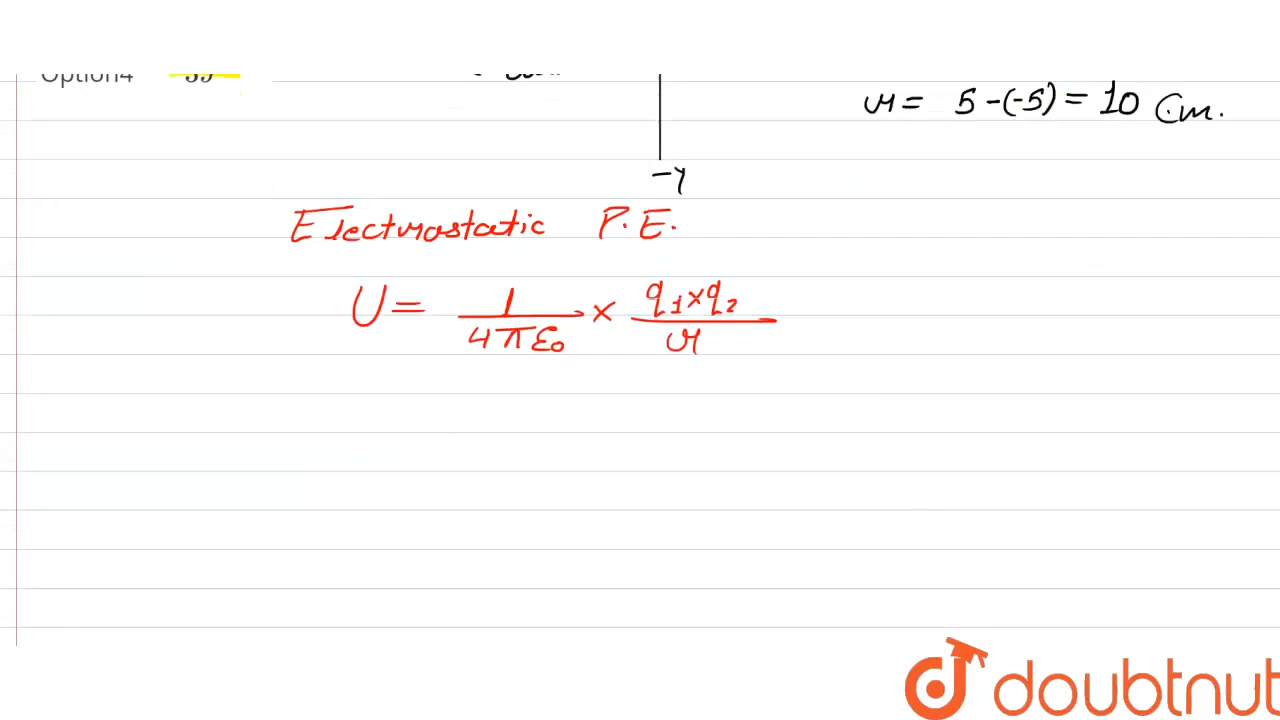 Option4
r = 5-(-5) = 10 Cm.
-y
Electrostatic P.E.
U = 1/4πε₀ × q₁×q₂/r
doubtnut